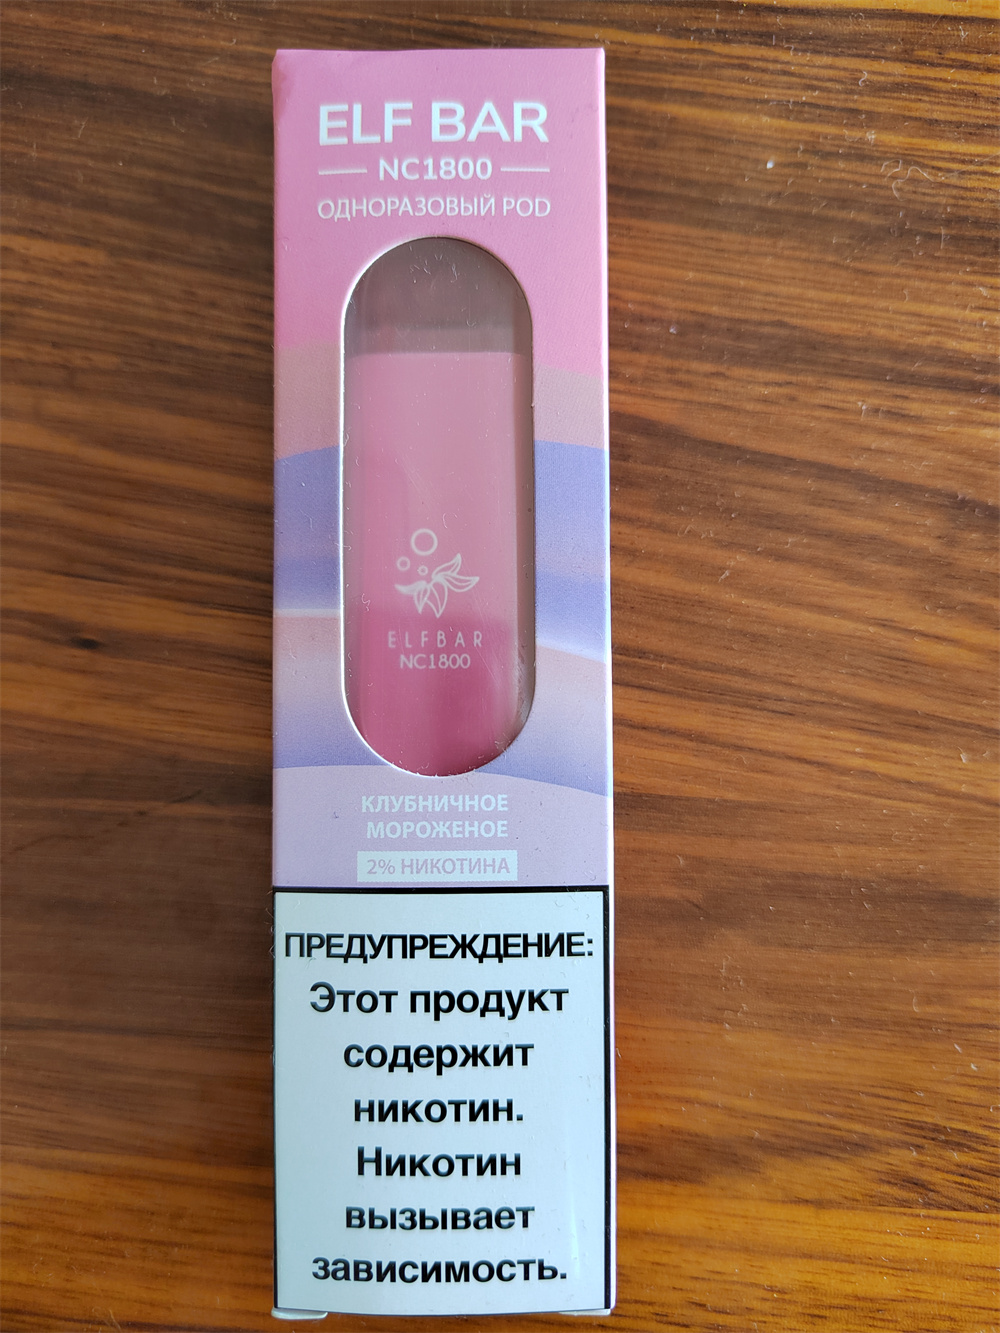 ELF BAR
NC1800
ОДНОРАЗОВЫЙ POD
ELFBAR
NC1800
КЛУБНИЧНОЕ
МОРОЖЕНОЕ
2% НИКОТИНА
ПРЕДУПРЕЖДЕНИЕ:
Этот продукт
содержит
никотин.
Никотин
вызывает
зависимость.